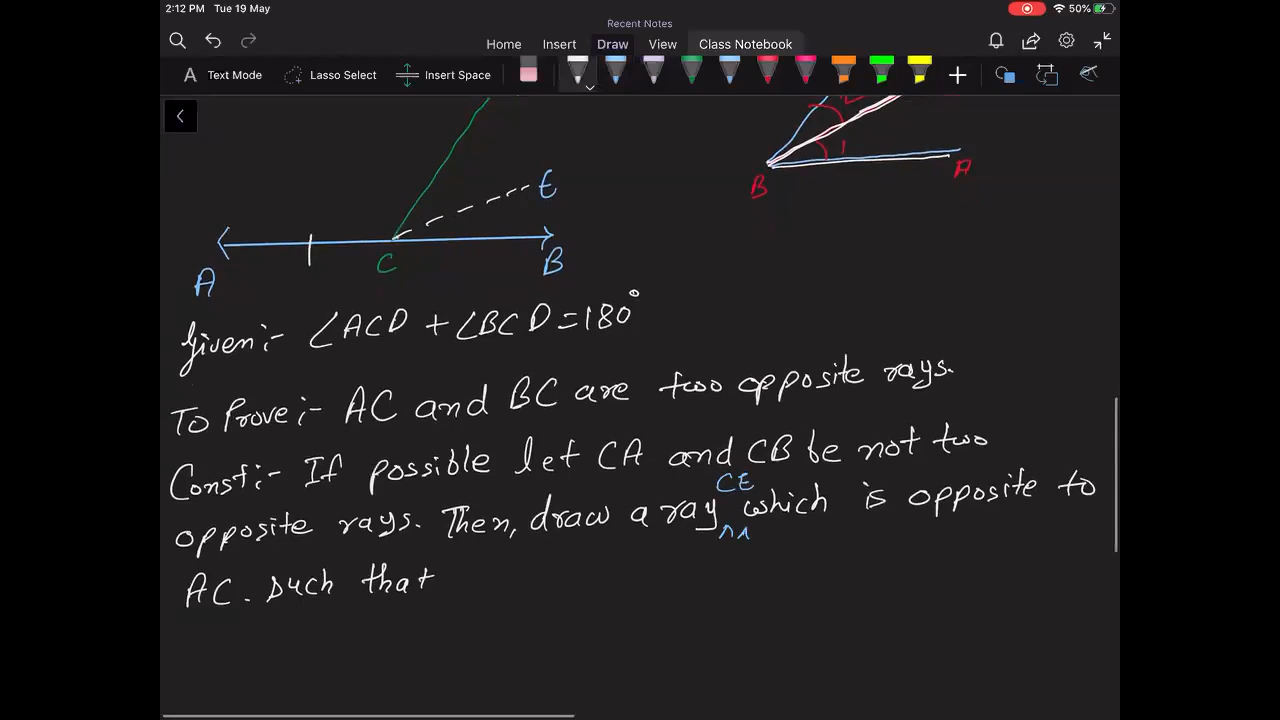 2:12 PM Tue 19 May
50%
Recent Notes
Home Insert Draw View Class Notebook
A Text Mode Lasso Select Insert Space
E
A C B
B 1 A
Given:- ∠ACD + ∠BCD = 180°
To Prove:- AC and BC are two opposite rays.
Const:- If possible let CA and CB be not two
opposite rays. Then, draw a ray CE which is opposite to
AC. such that